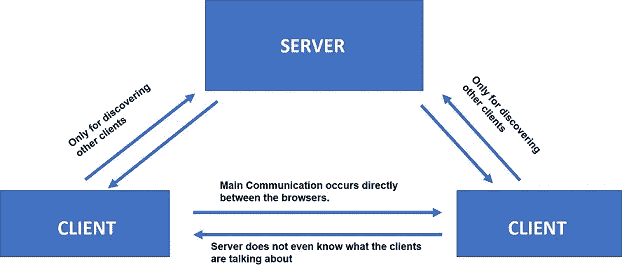 SERVER
Only for discovering
other clients
Only for discovering
other clients
Main Communication occurs directly
between the browsers.
CLIENT
CLIENT
Server does not even know what the clients
are talking about